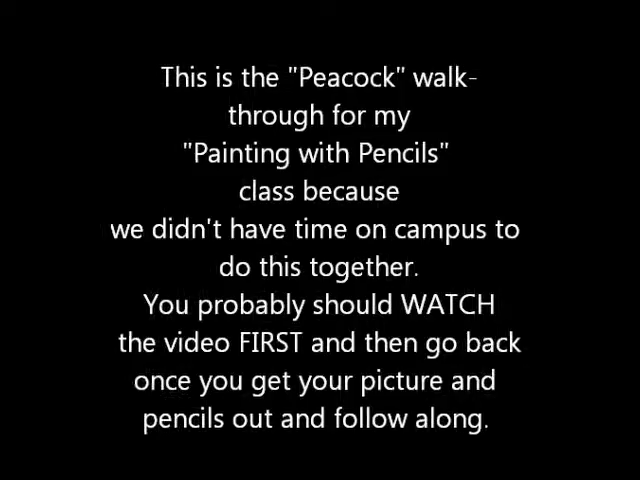 This is the "Peacock" walk-
through for my
"Painting with Pencils"
class because
we didn't have time on campus to
do this together.
You probably should WATCH
the video FIRST and then go back
once you get your picture and
pencils out and follow along.